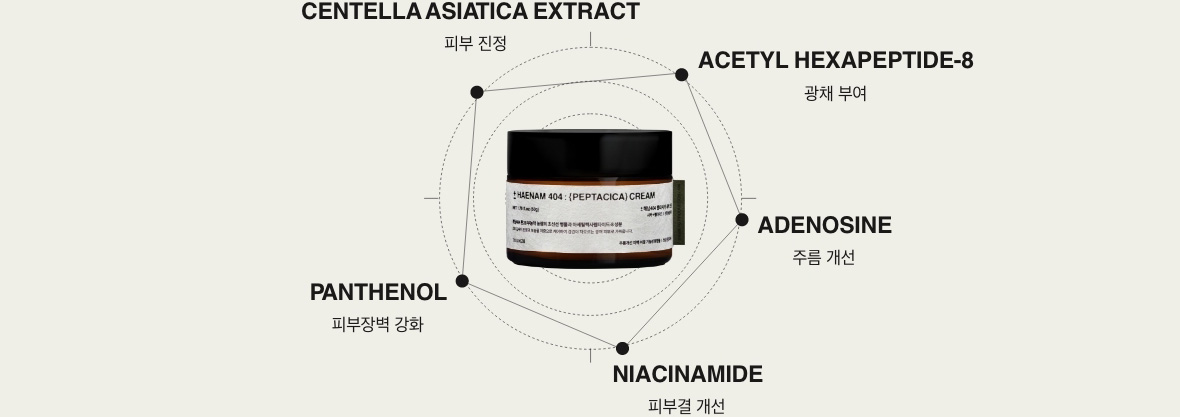 CENTELLA ASIATICA EXTRACT
피부 진정
ACETYL HEXAPEPTIDE-8
광채 부여
HAENAM 404 : {PEPTACICA} CREAM
ADENOSINE
주름 개선
PANTHENOL
피부장벽 강화
NIACINAMIDE
피부결 개선